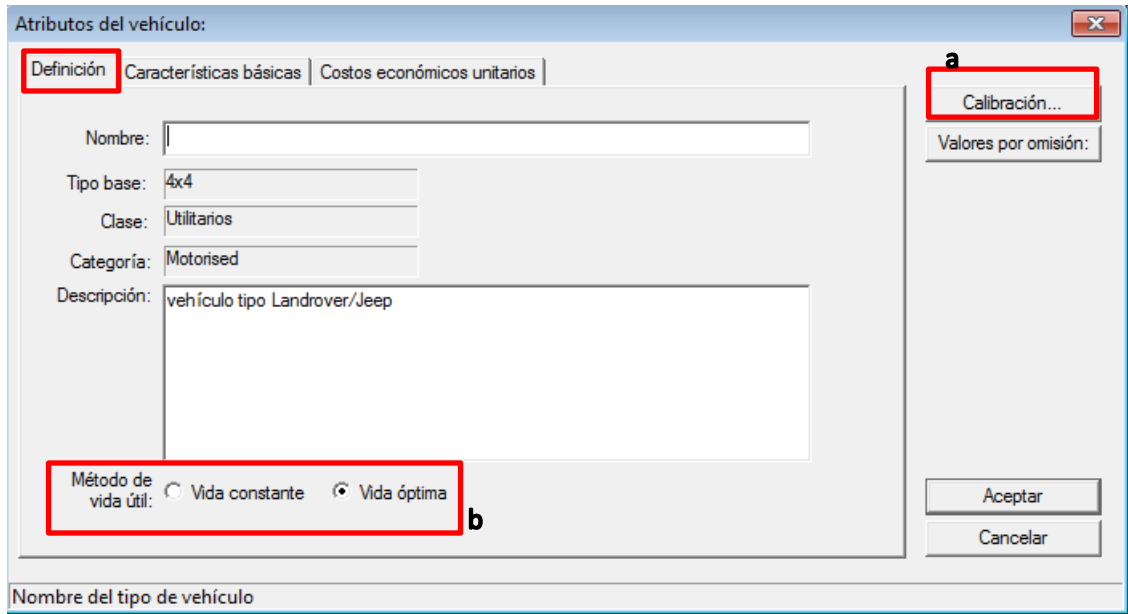 Atributos del vehículo:
Definición Características básicas Costos económicos unitarios
a
Calibración...
Valores por omisión:
Nombre:
Tipo base: 4x4
Clase: Utilitarios
Categoría: Motorised
Descripción: vehículo tipo Landrover/Jeep
Método de
vida útil: Vida constante Vida óptima
b
Aceptar
Cancelar
Nombre del tipo de vehículo